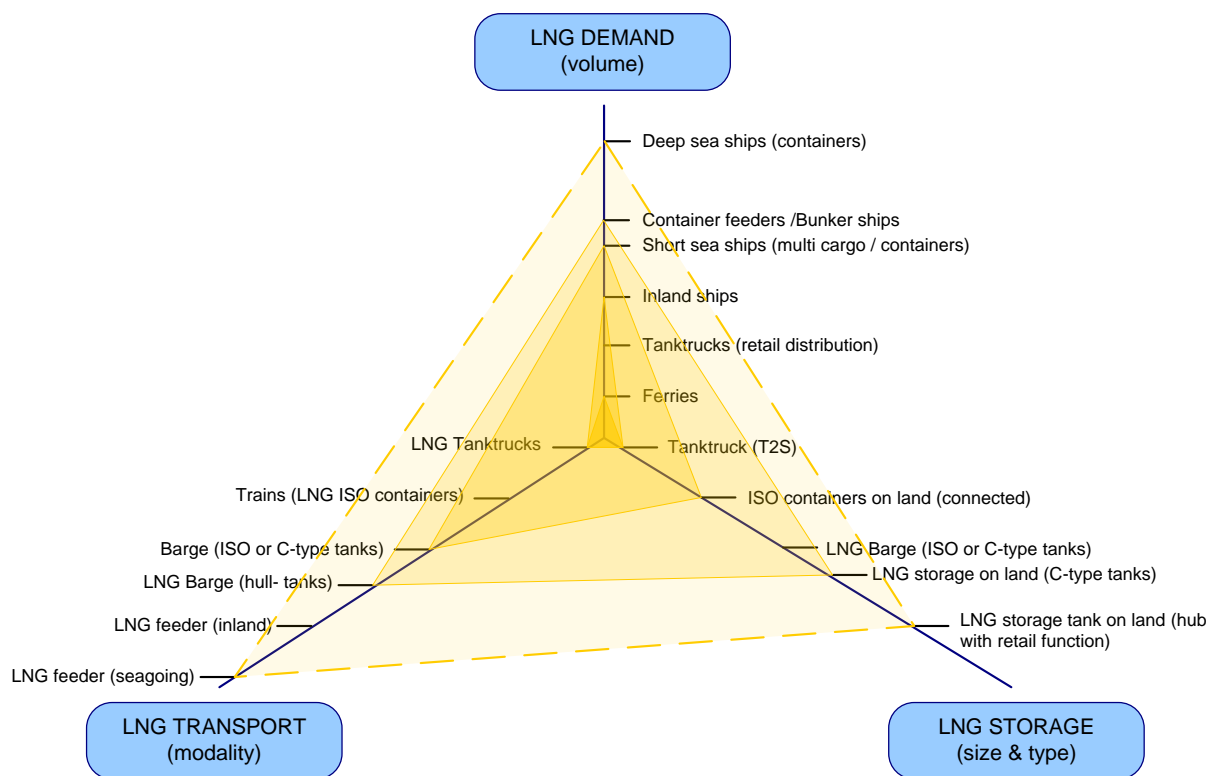 LNG DEMAND
(volume)
Deep sea ships (containers)
Container feeders /Bunker ships
Short sea ships (multi cargo / containers)
Inland ships
Tanktrucks (retail distribution)
Ferries
LNG Tanktrucks
Tanktruck (T2S)
Trains (LNG ISO containers)
ISO containers on land (connected)
Barge (ISO or C-type tanks)
LNG Barge (ISO or C-type tanks)
LNG Barge (hull- tanks)
LNG storage on land (C-type tanks)
LNG feeder (inland)
LNG storage tank on land (hub
with retail function)
LNG feeder (seagoing)
LNG TRANSPORT
(modality)
LNG STORAGE
(size & type)